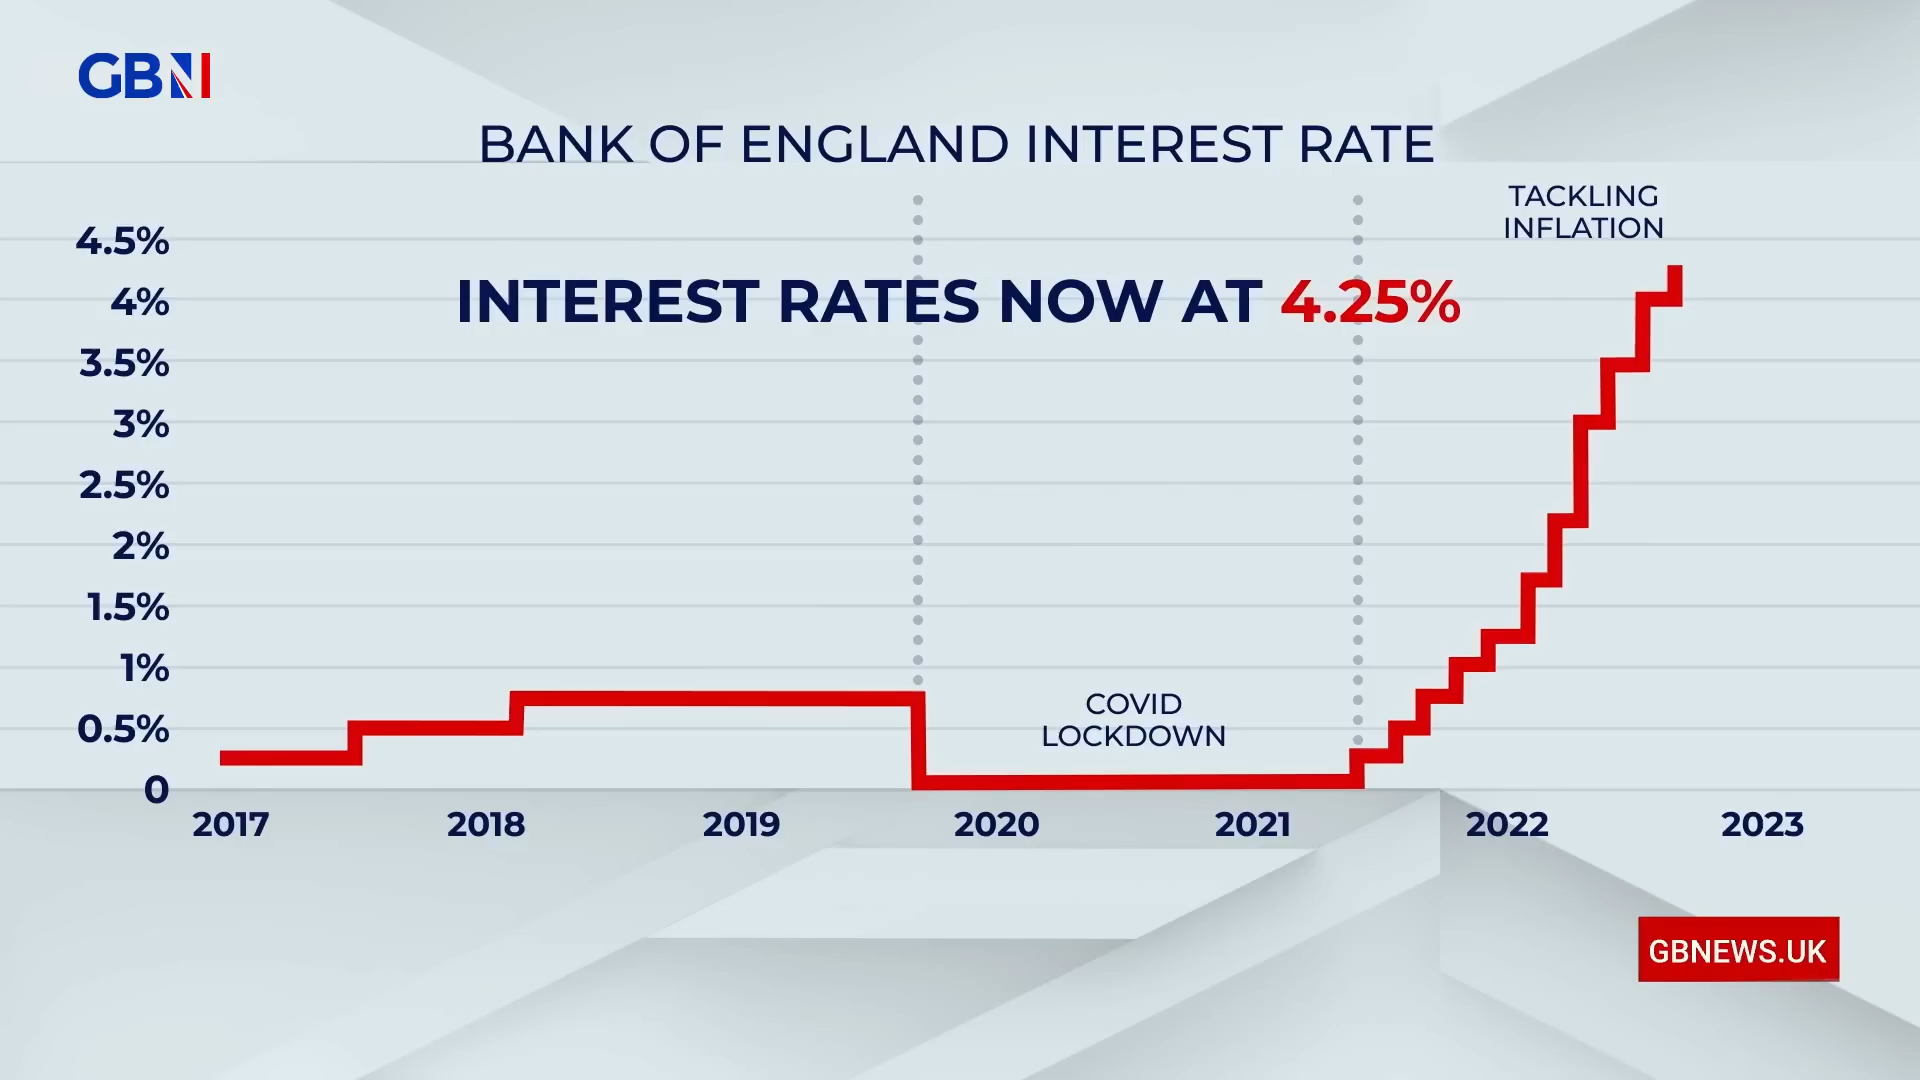 GBN
BANK OF ENGLAND INTEREST RATE
TACKLING
INFLATION
4.5%
INTEREST RATES NOW AT 4.25%
4%
3.5%
3%
2.5%
2%
1.5%
1%
COVID
LOCKDOWN
0.5%
0
2017 2018 2019 2020 2021 2022 2023
GBNEWS.UK